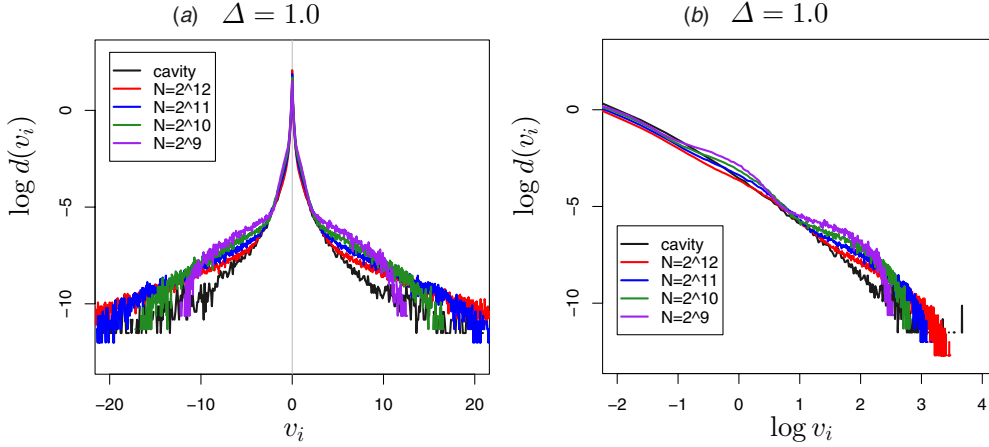 (a) Δ = 1.0
log d(v_i)
0
−5
−10
cavity
N=2^12
N=2^11
N=2^10
N=2^9
−20 −10 0 10 20
v_i
(b) Δ = 1.0
log d(v_i)
0
−5
−10
cavity
N=2^12
N=2^11
N=2^10
N=2^9
−2 −1 0 1 2 3 4
log v_i